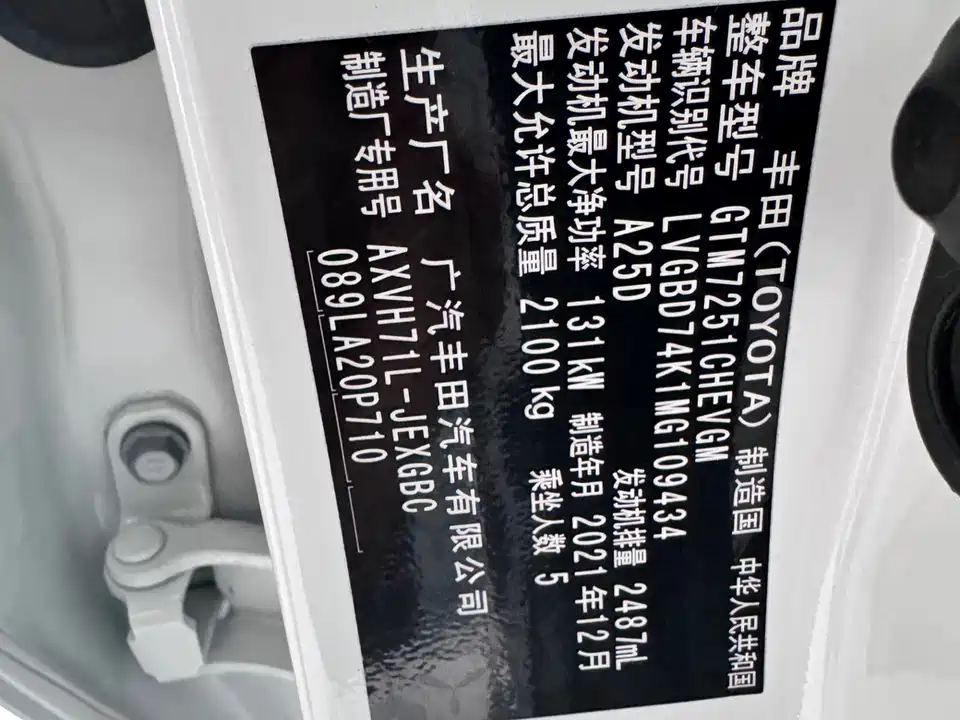 品牌 丰田(TOYOTA) 制造国 中华人民共和国
整车型号 GTM7251CHEVGM
车辆识别代号 LVGBD74K1MG109434
发动机型号 A25D 发动机排量 2487mL
发动机最大净功率 131kW 制造年月 2021年12月
最大允许总质量 2100kg 乘坐人数 5
生产厂名 广汽丰田汽车有限公司
制造厂专用号 AXVH71L-JEXGBC
089LA20P710